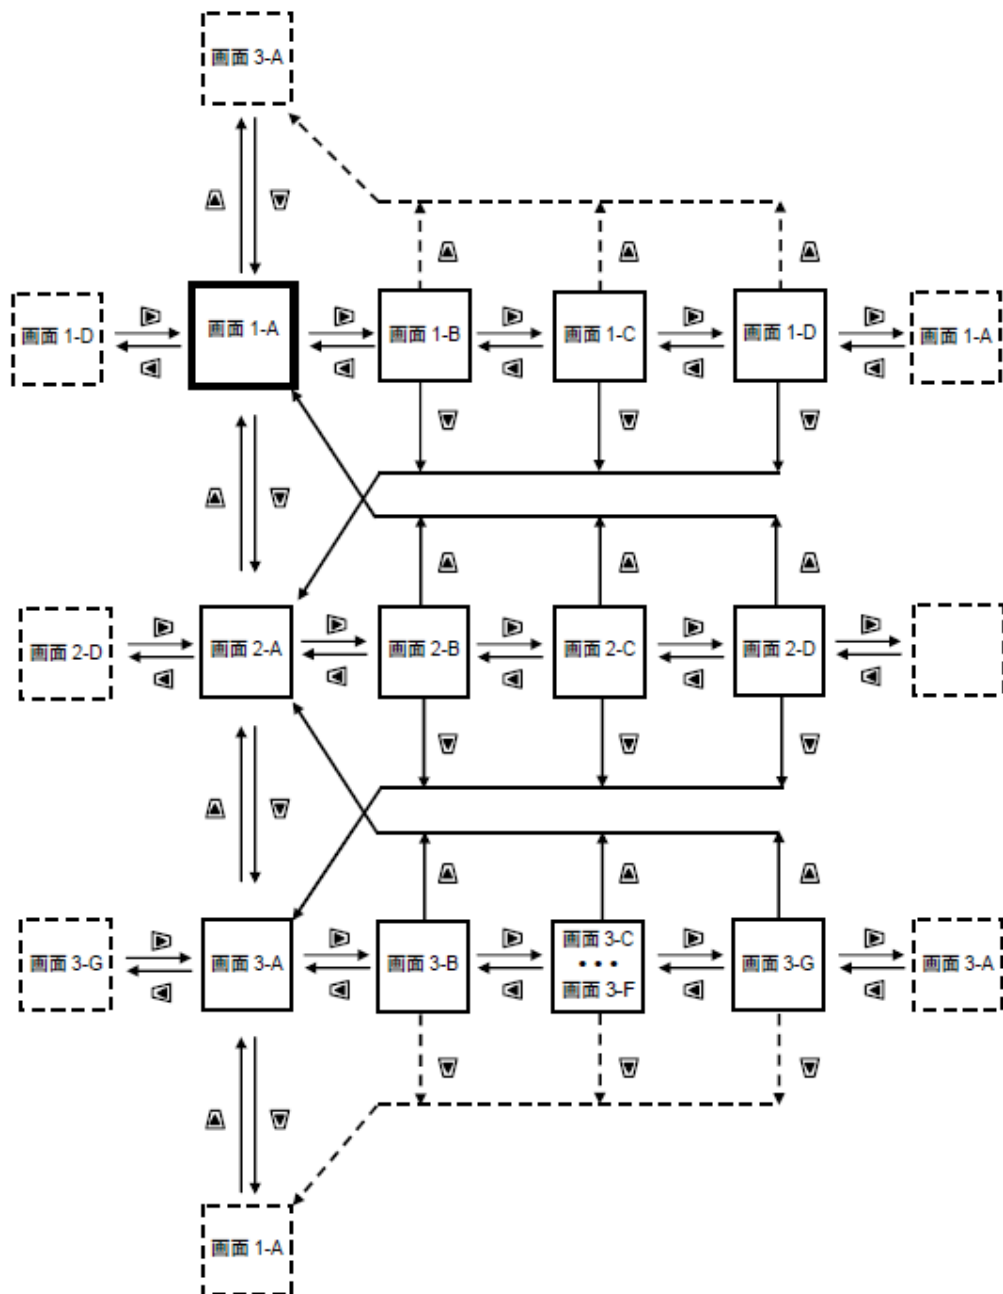 画面 3-A
画面 1-D
画面 1-A
画面 1-B
画面 1-C
画面 1-D
画面 1-A
画面 2-D
画面 2-A
画面 2-B
画面 2-C
画面 2-D
画面 3-G
画面 3-A
画面 3-B
画面 3-C
•••
画面 3-F
画面 3-G
画面 3-A
画面 1-A